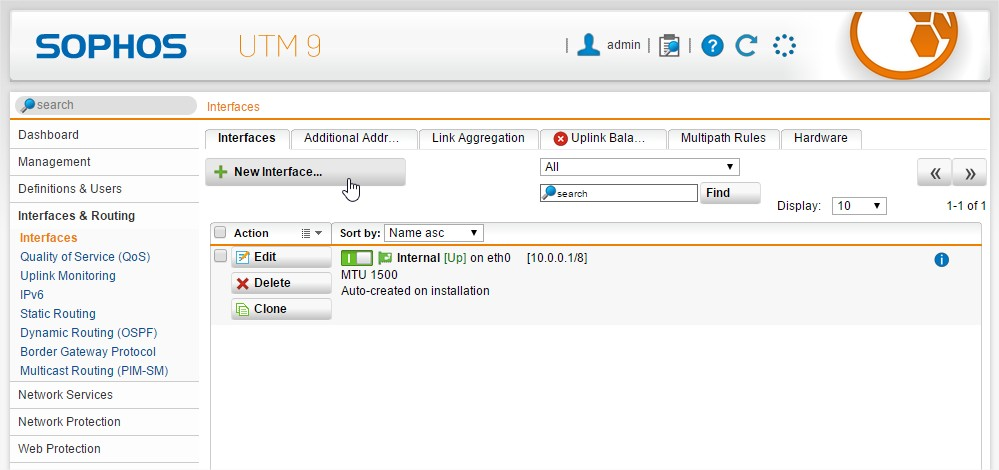 SOPHOS UTM 9
| admin | | ?
search
Interfaces
Dashboard
Management
Definitions & Users
Interfaces & Routing
Interfaces
Quality of Service (QoS)
Uplink Monitoring
IPv6
Static Routing
Dynamic Routing (OSPF)
Border Gateway Protocol
Multicast Routing (PIM-SM)
Network Services
Network Protection
Web Protection
Interfaces Additional Addr… Link Aggregation Uplink Bala… Multipath Rules Hardware
New Interface...
All
search Find
« »
Display: 10 1-1 of 1
Action Sort by: Name asc
Edit
Delete
Clone
Internal [Up] on eth0 [10.0.0.1/8]
MTU 1500
Auto-created on installation